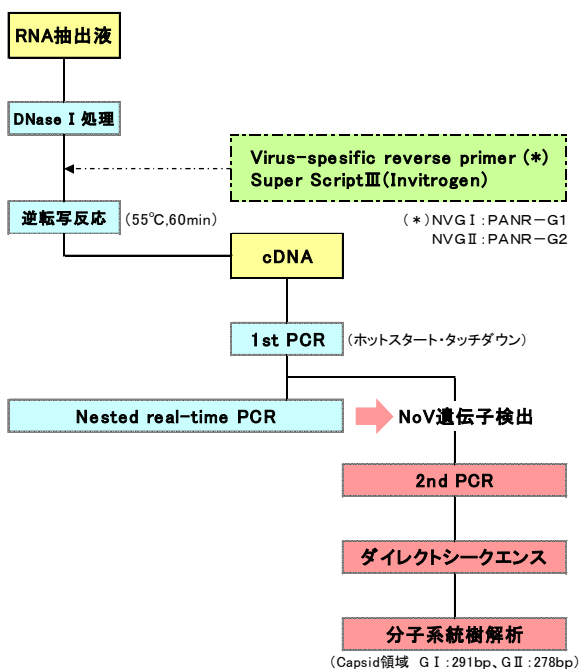 RNA抽出液
DNase Ⅰ 処理
Virus-spesific reverse primer (*)
Super ScriptⅢ(Invitrogen)
逆転写反応 (55℃,60min)
(*)NVGⅠ:PANR-G1
NVGⅡ:PANR-G2
cDNA
1st PCR (ホットスタート・タッチダウン)
Nested real-time PCR
NoV遺伝子検出
2nd PCR
ダイレクトシークエンス
分子系統樹解析
(Capsid領域 GⅠ:291bp、GⅡ:278bp)